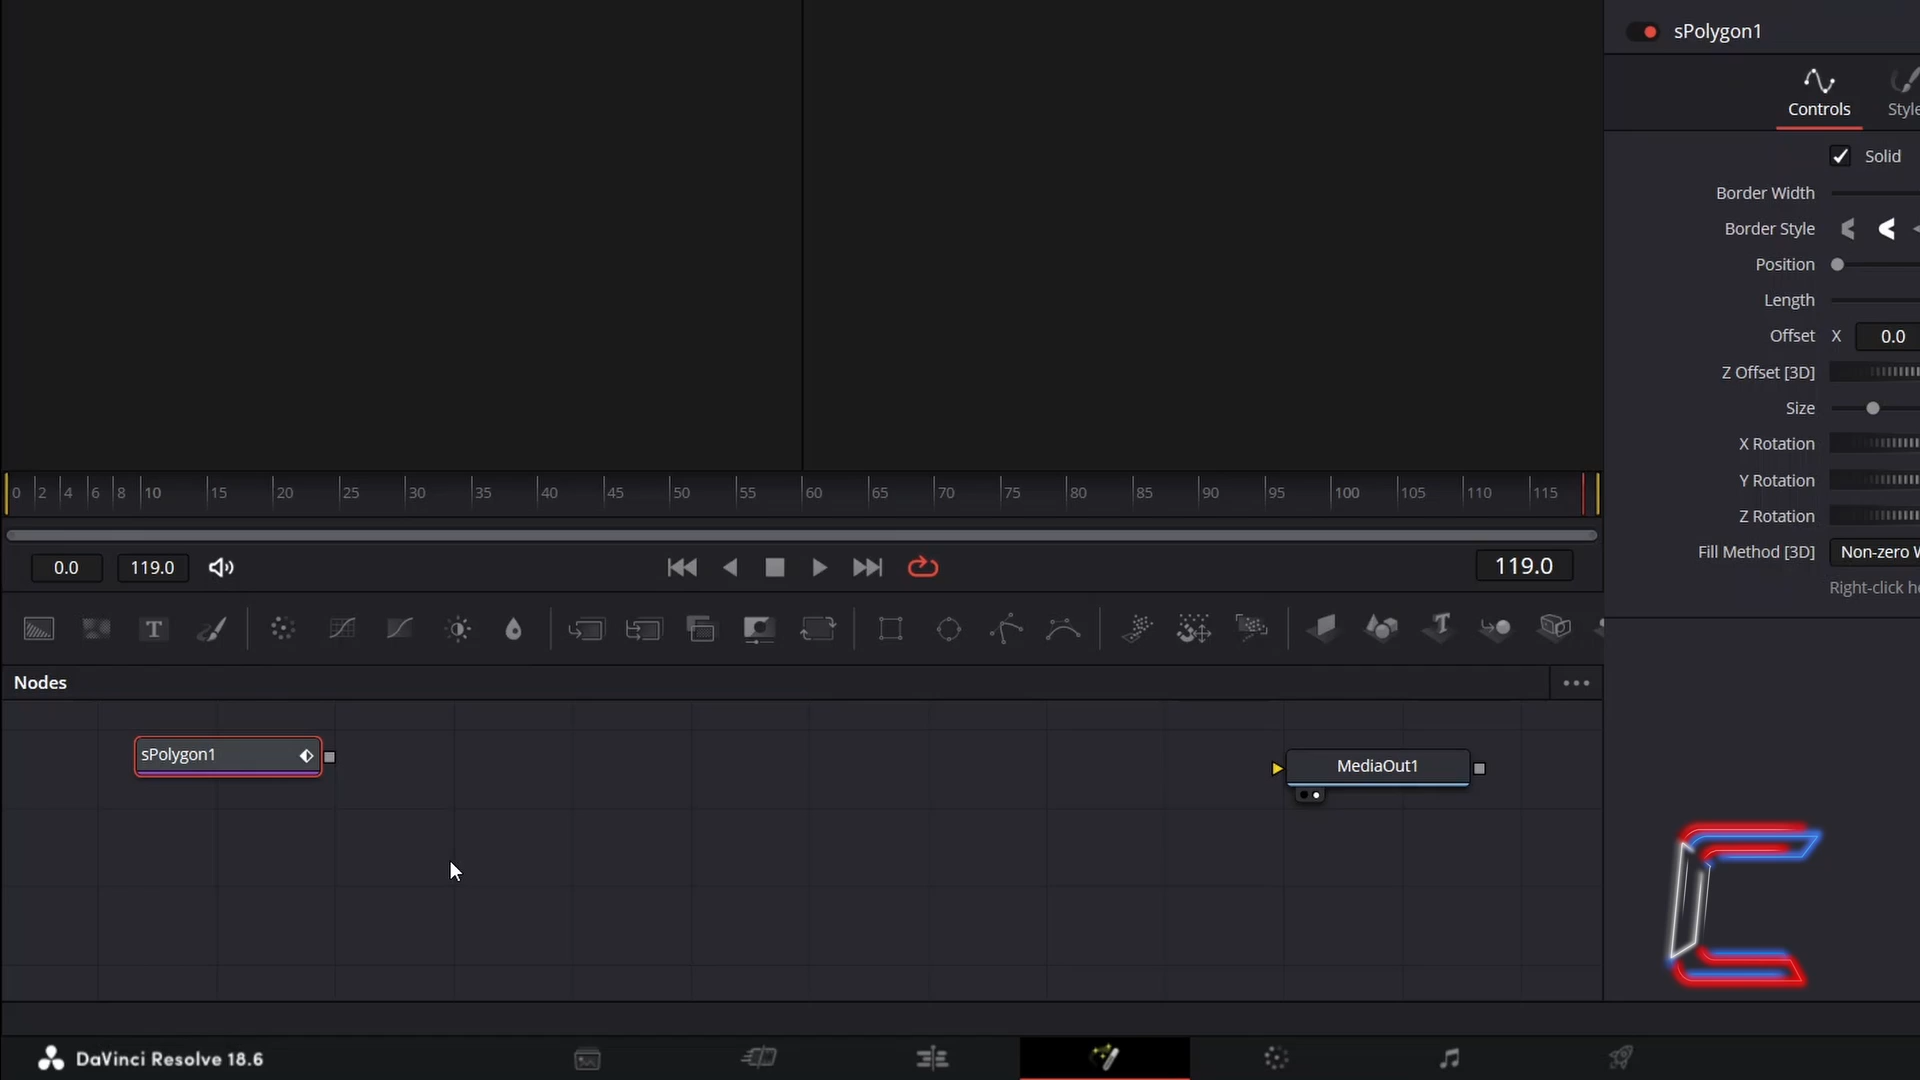 sPolygon1
Controls
Style
Solid
Border Width
Border Style
Position
Length
Offset X 0.0
Z Offset [3D]
Size
X Rotation
Y Rotation
Z Rotation
Fill Method [3D] Non-zero W
Right-click he
0 2 4 6 8 10 15 20 25 30 35 40 45 50 55 60 65 70 75 80 85 90 95 100 105 110 115
0.0 119.0 119.0
T
Nodes
sPolygon1
MediaOut1
DaVinci Resolve 18.6